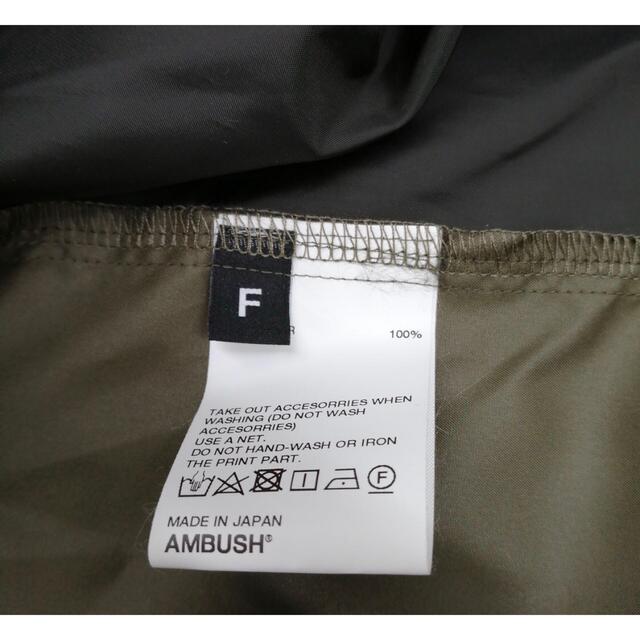 F
R 100%
TAKE OUT ACCESORRIES WHEN
WASHING (DO NOT WASH
ACCESORRIES)
USE A NET.
DO NOT HAND-WASH OR IRON
THE PRINT PART.
F
MADE IN JAPAN
AMBUSH®